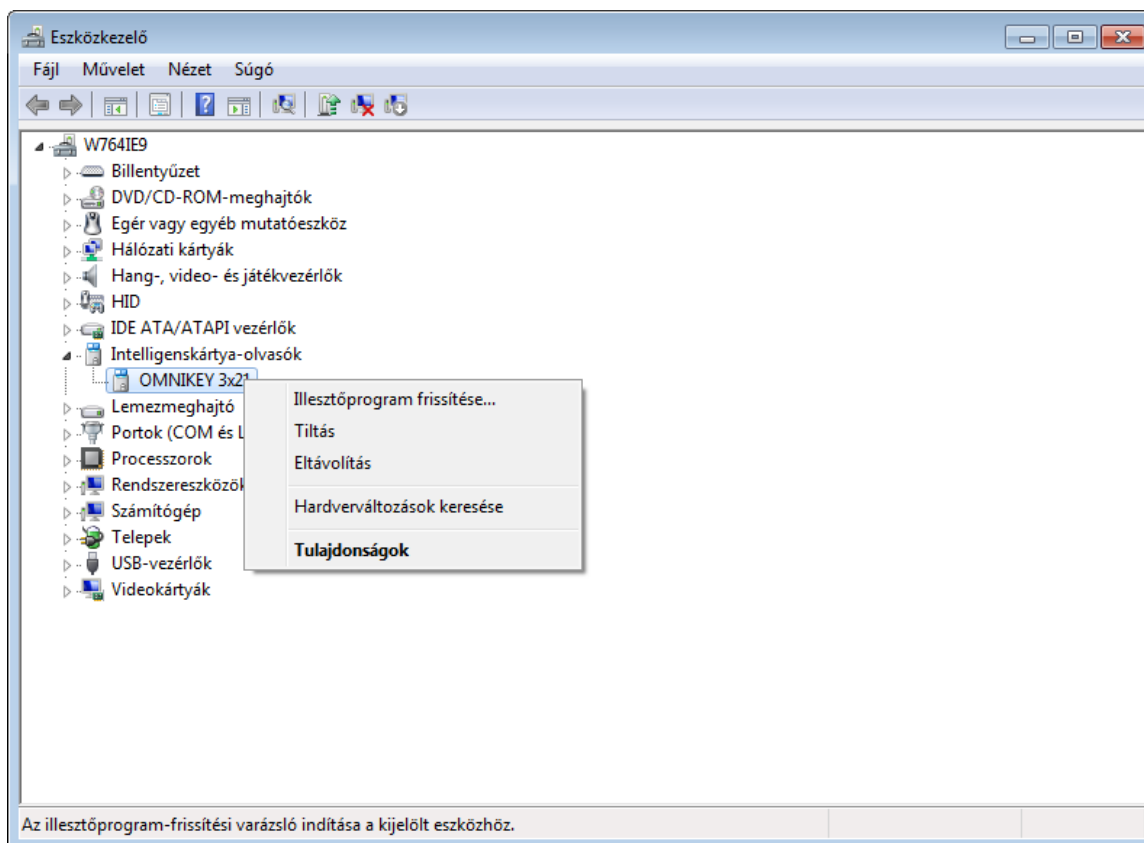 Eszközkezelő
Fájl Művelet Nézet Súgó
W764IE9
Billentyűzet
DVD/CD-ROM-meghajtók
Egér vagy egyéb mutatóeszköz
Hálózati kártyák
Hang-, video- és játékvezérlők
HID
IDE ATA/ATAPI vezérlők
Intelligenskártya-olvasók
OMNIKEY 3x21
Lemezmeghajtó
Portok (COM és L
Processzorok
Rendszereszközök
Számítógép
Telepek
USB-vezérlők
Videokártyák
Illesztőprogram frissítése...
Tiltás
Eltávolítás
Hardverváltozások keresése
Tulajdonságok
Az illesztőprogram-frissítési varázsló indítása a kijelölt eszközhöz.